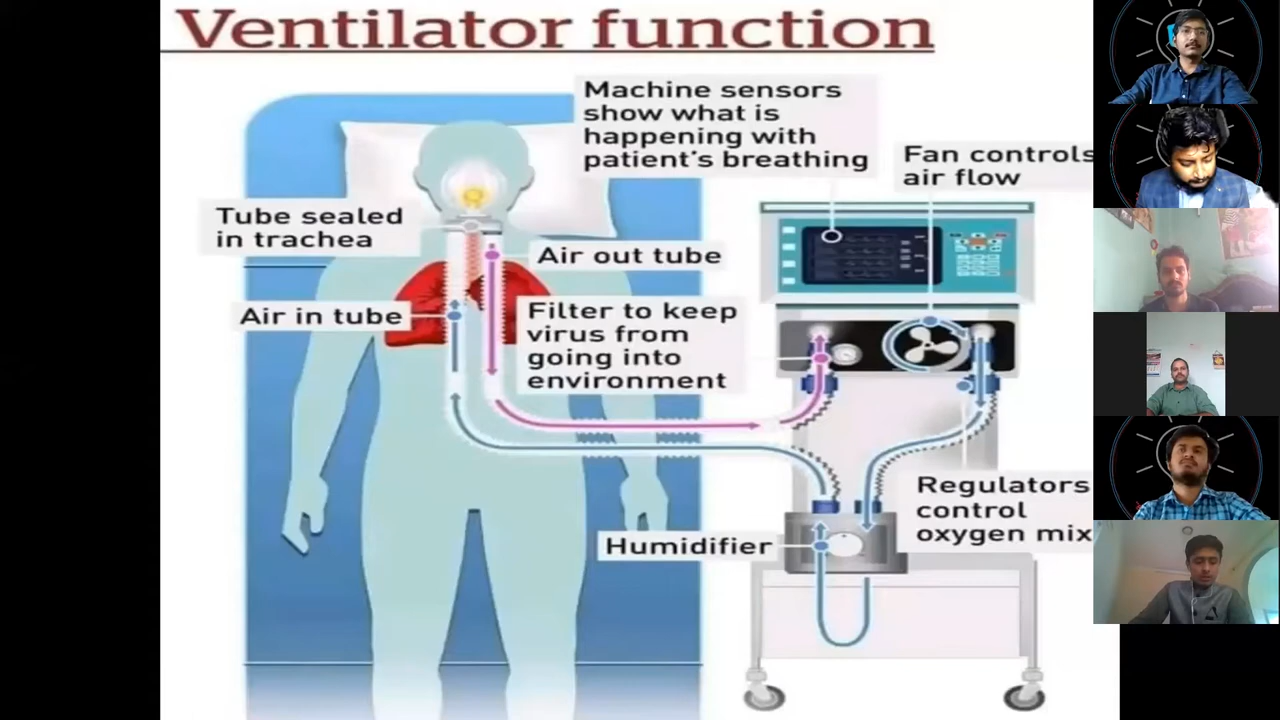 Ventilator function
Machine sensors
show what is
happening with
patient's breathing
Fan controls
air flow
Tube sealed
in trachea
Air out tube
Air in tube
Filter to keep
virus from
going into
environment
Regulators
control
oxygen mix
Humidifier